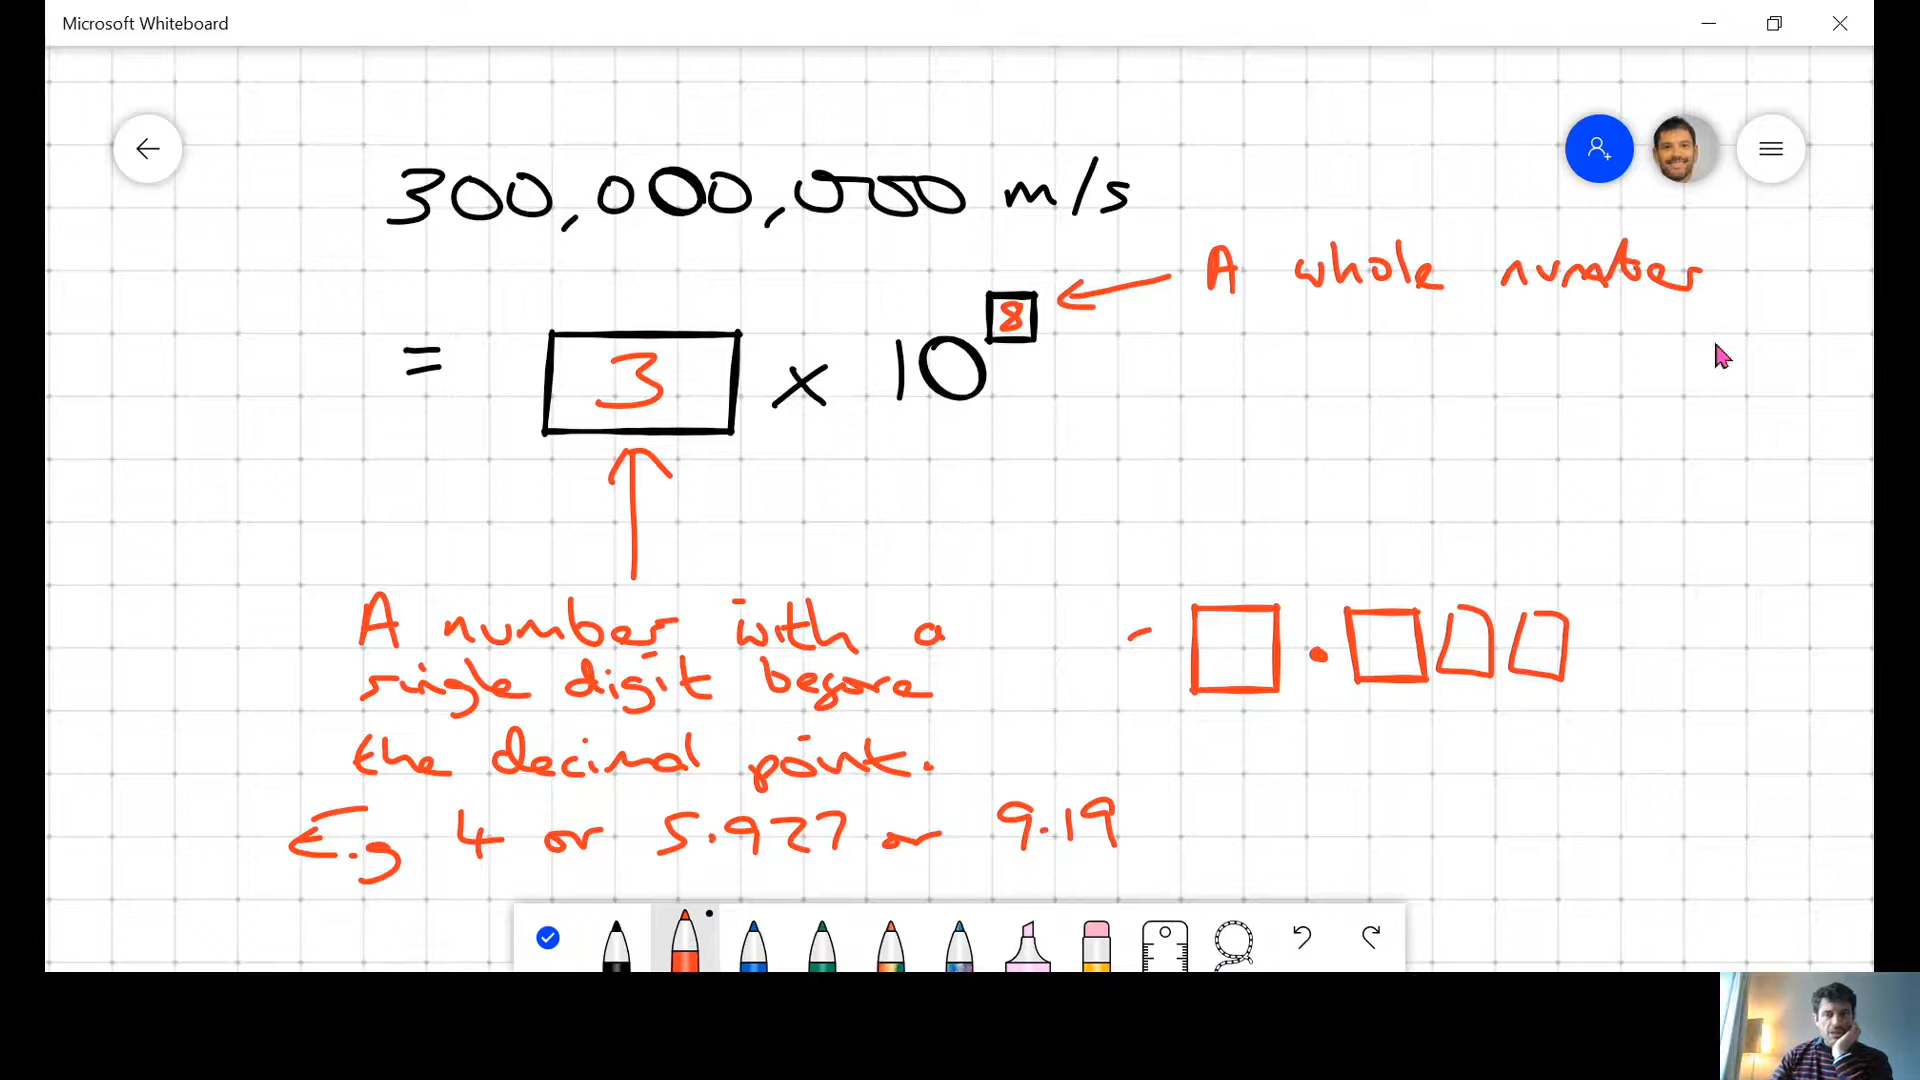 Microsoft Whiteboard
300,000,000 m/s
A whole number
= 3 × 10^8
A number with a
single digit before
the decimal point.
E.g 4 or 5.927 or 9.19